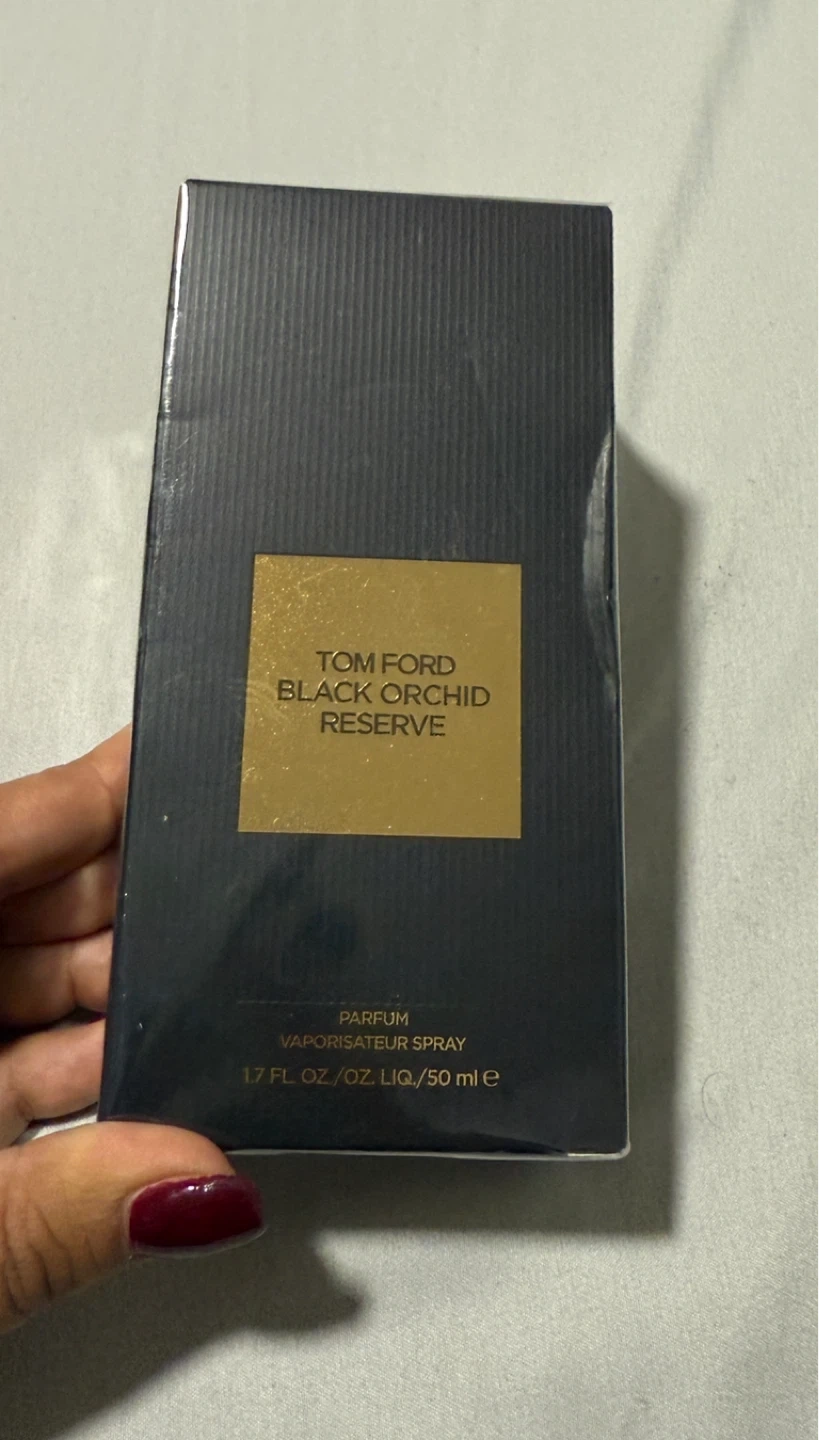 TOM FORD
BLACK ORCHID
RESERVE
PARFUM
VAPORISATEUR SPRAY
1.7 FL. OZ./OZ. LIQ./50 ml ℮